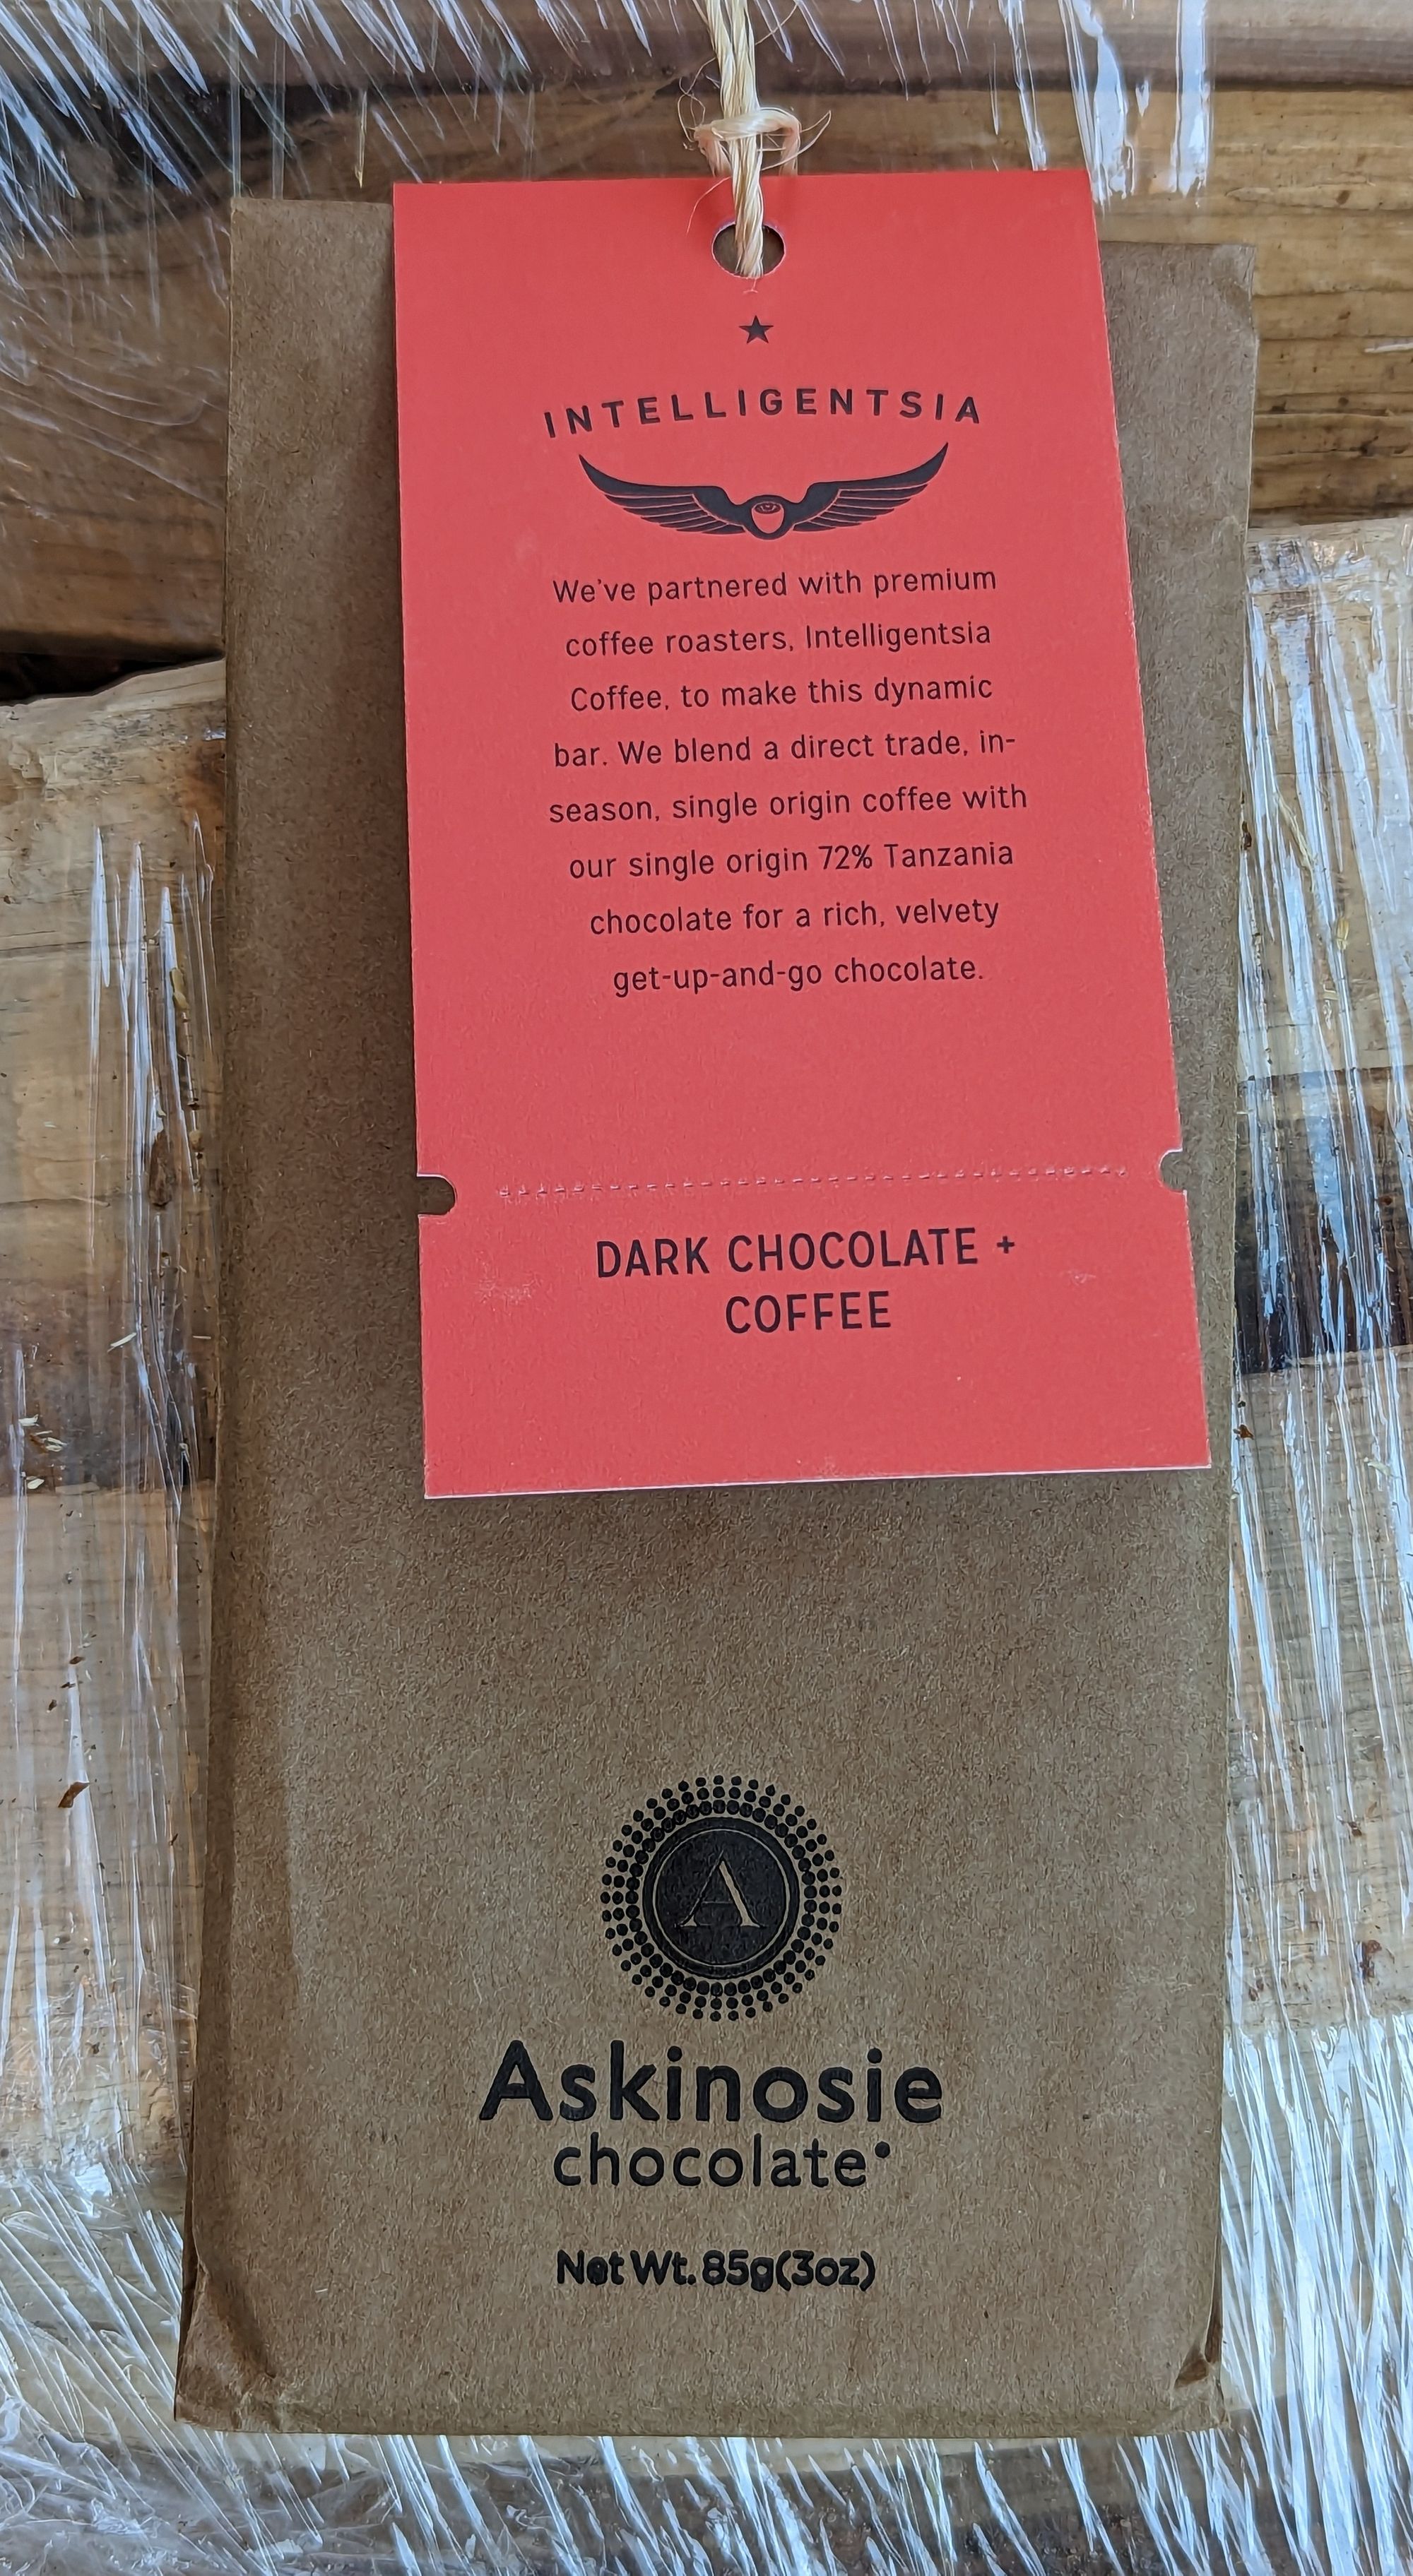 INTELLIGENTSIA
We've partnered with premium
coffee roasters, Intelligentsia
Coffee, to make this dynamic
bar. We blend a direct trade, in-
season, single origin coffee with
our single origin 72% Tanzania
chocolate for a rich, velvety
get-up-and-go chocolate.
DARK CHOCOLATE +
COFFEE
A
Askinosie
chocolate
Net Wt. 85g(3oz)